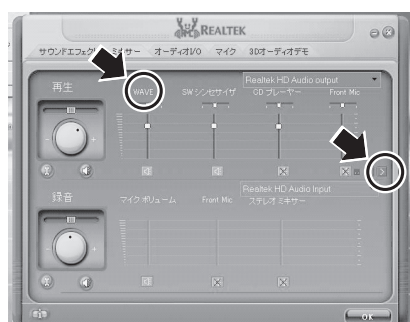 REALTEK
サウンドエフェクト ミキサー オーディオI/O マイク 3Dオーディオデモ
Realtek HD Audio output
再生 WAVE SWシンセサイザ CD プレーヤー Front Mic
Realtek HD Audio Input
録音 マイク ボリューム Front Mic ステレオ ミキサー
OK